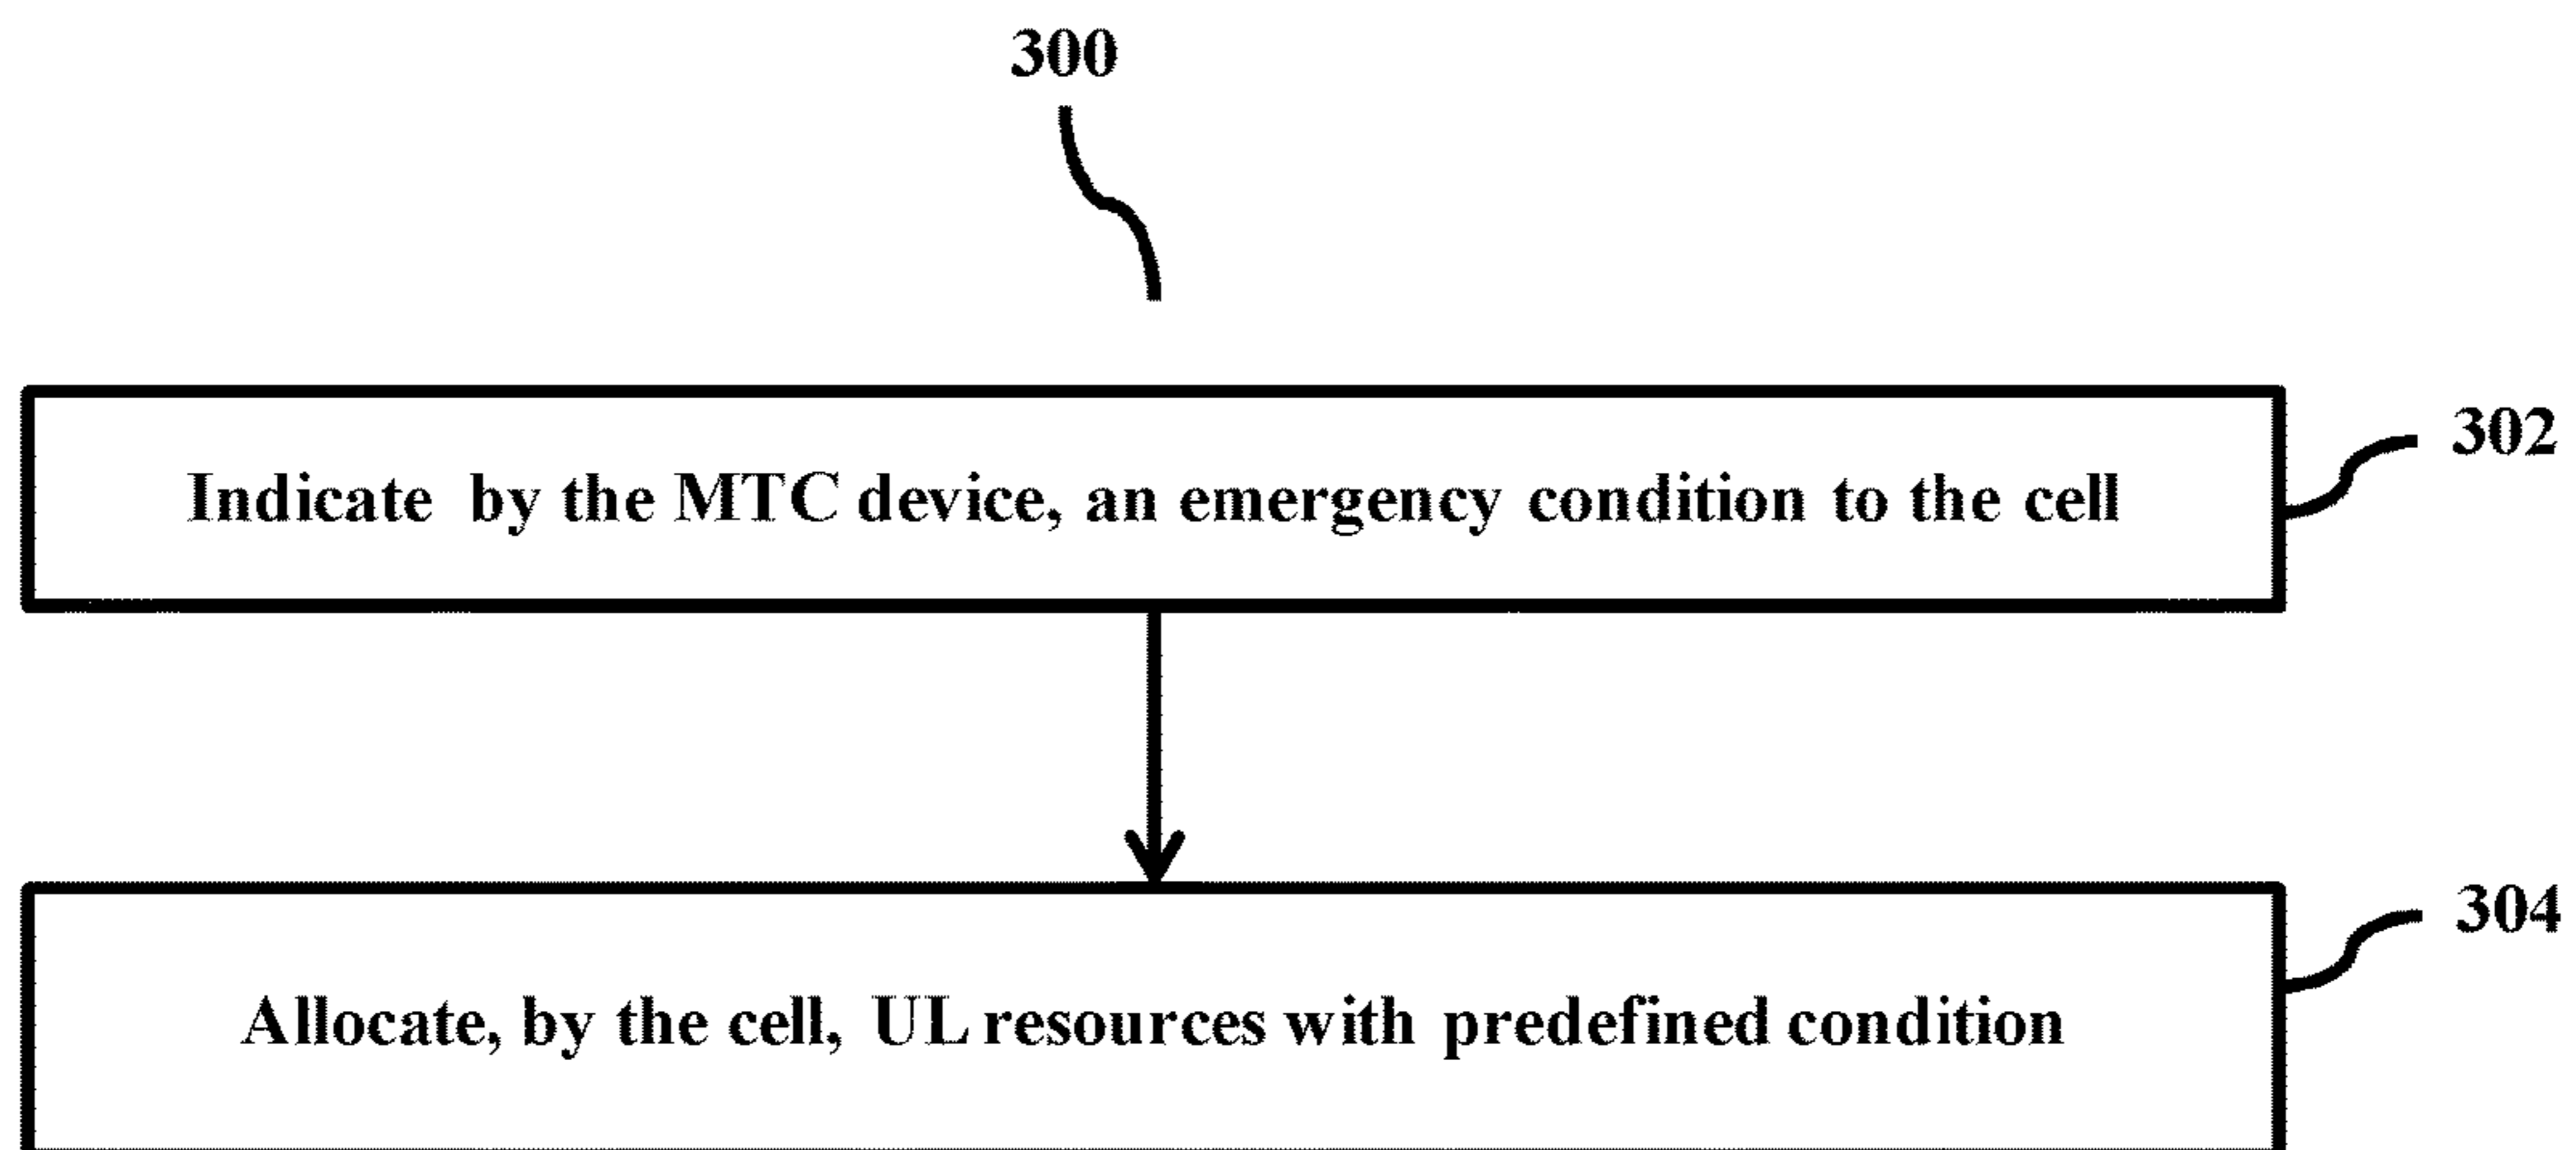 300
302
Indicate by the MTC device, an emergency condition to the cell
304
Allocate, by the cell, UL resources with predefined condition